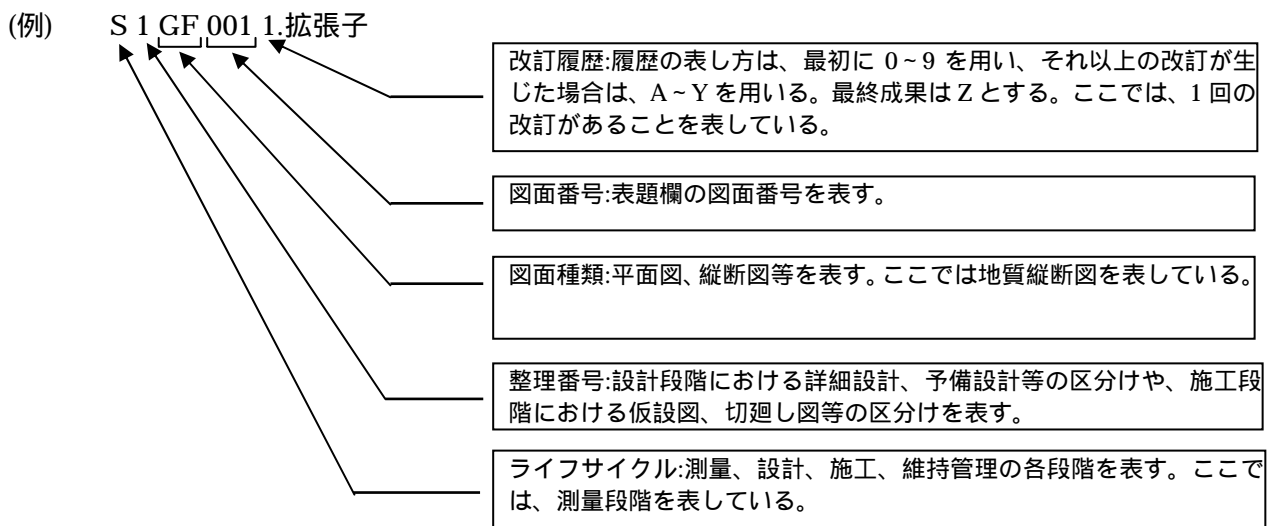 (例) S 1 GF 001 1.拡張子
改訂履歴:履歴の表し方は、最初に 0~9 を用い、それ以上の改訂が生
じた場合は、A~Y を用いる。最終成果は Z とする。ここでは、1 回の
改訂があることを表している。
図面番号:表題欄の図面番号を表す。
図面種類:平面図、縦断図等を表す。ここでは地質縦断図を表している。
整理番号:設計段階における詳細設計、予備設計等の区分けや、施工段
階における仮設図、切廻し図等の区分けを表す。
ライフサイクル:測量、設計、施工、維持管理の各段階を表す。ここで
は、測量段階を表している。